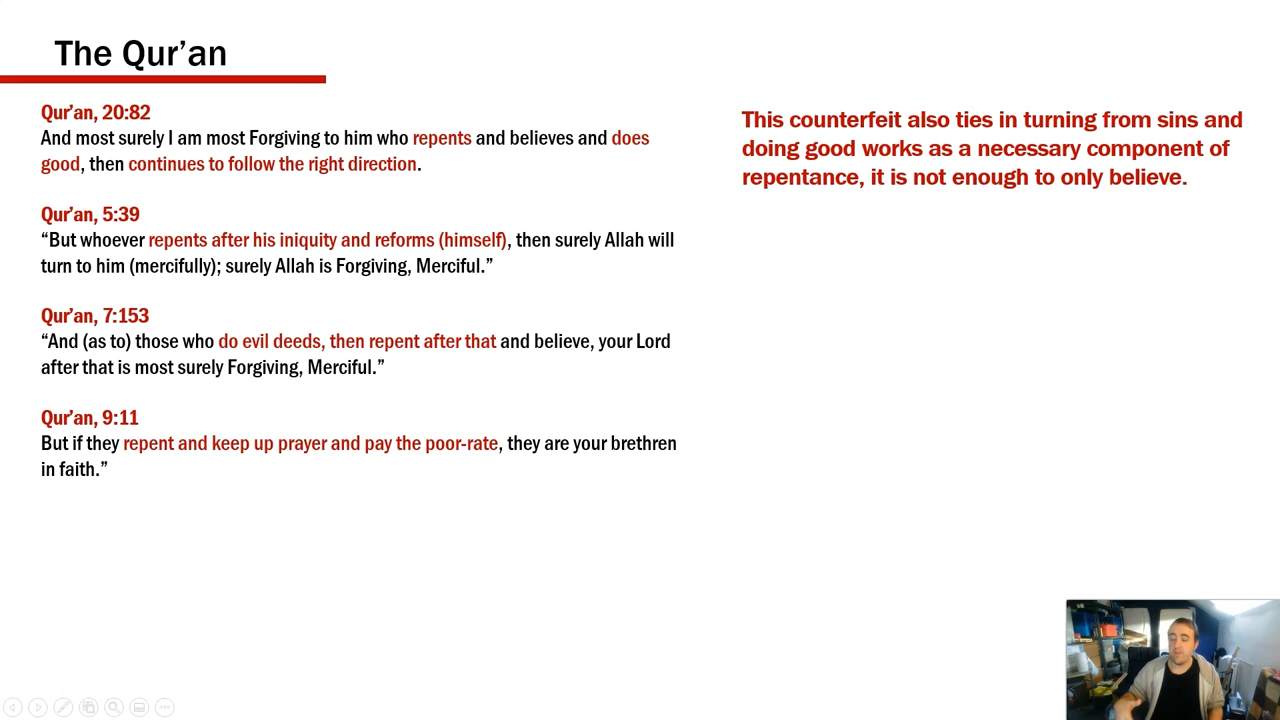 The Qur’an
Qur’an, 20:82
And most surely I am most Forgiving to him who repents and believes and does
good, then continues to follow the right direction.
Qur’an, 5:39
“But whoever repents after his iniquity and reforms (himself), then surely Allah will
turn to him (mercifully); surely Allah is Forgiving, Merciful.”
Qur’an, 7:153
“And (as to) those who do evil deeds, then repent after that and believe, your Lord
after that is most surely Forgiving, Merciful.”
Qur’an, 9:11
But if they repent and keep up prayer and pay the poor-rate, they are your brethren
in faith.”
This counterfeit also ties in turning from sins and
doing good works as a necessary component of
repentance, it is not enough to only believe.